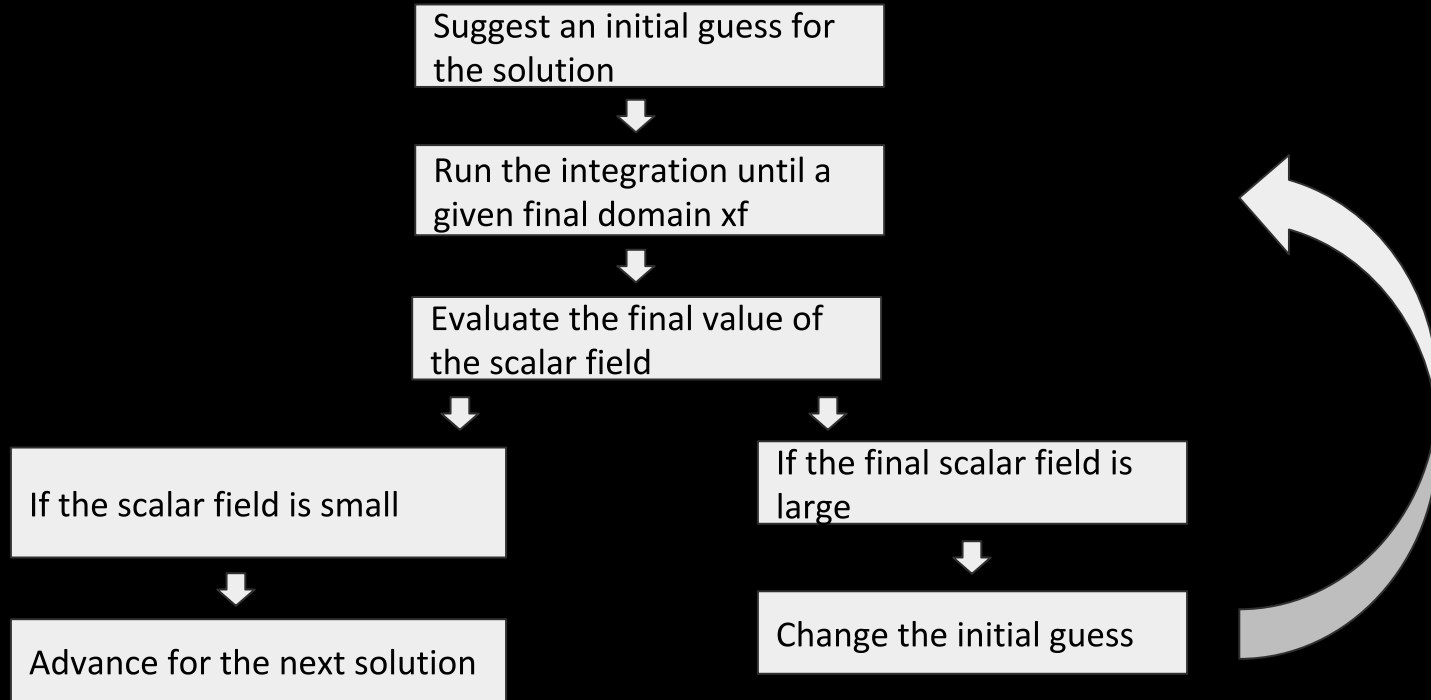 Suggest an initial guess for
the solution
Run the integration until a
given final domain xf
Evaluate the final value of
the scalar field
If the scalar field is small
If the final scalar field is
large
Advance for the next solution
Change the initial guess